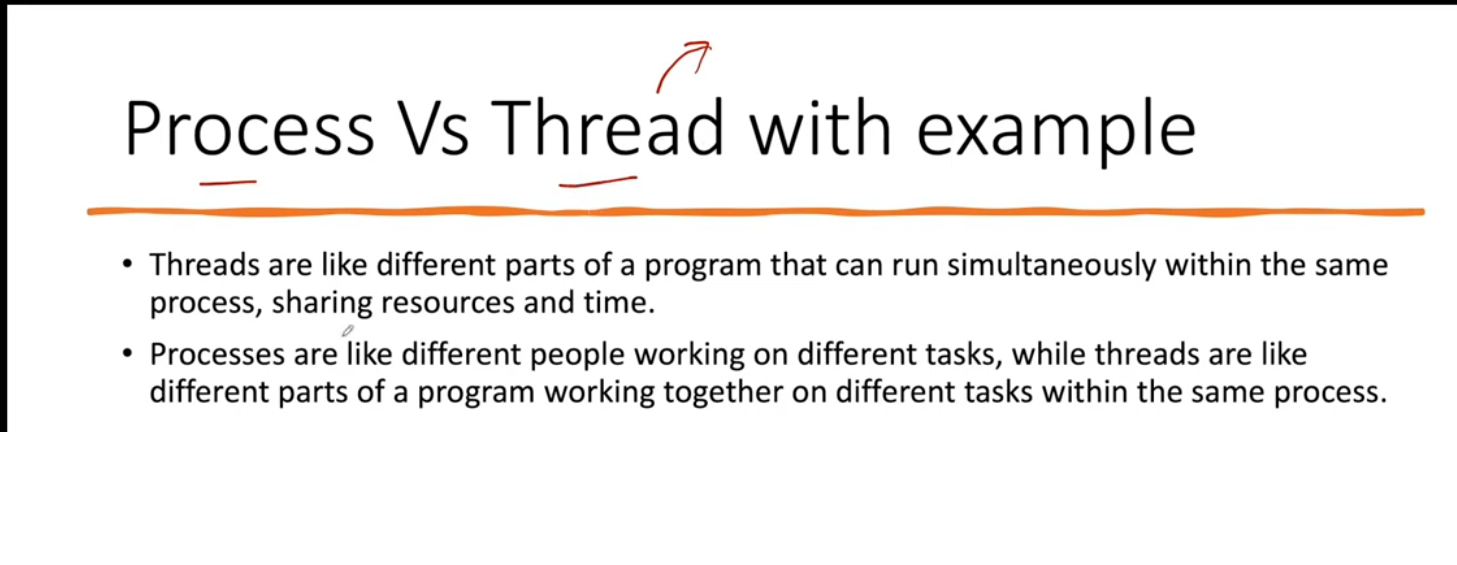 Process Vs Thread with example
• Threads are like different parts of a program that can run simultaneously within the same
process, sharing resources and time.
• Processes are like different people working on different tasks, while threads are like
different parts of a program working together on different tasks within the same process.